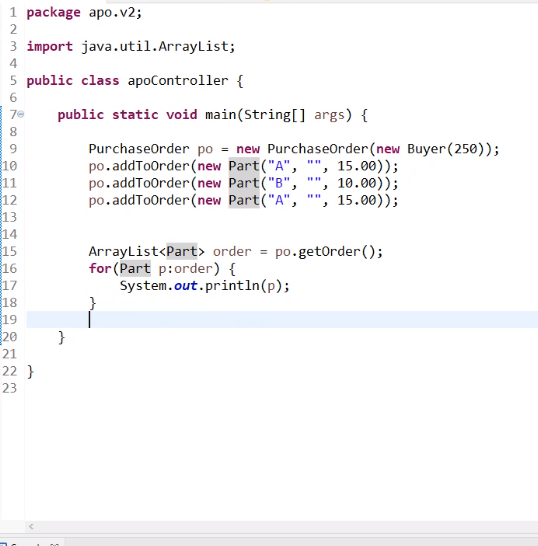 1 package apo.v2;
2
3 import java.util.ArrayList;
4
5 public class apoController {
6
7 public static void main(String[] args) {
8
9 PurchaseOrder po = new PurchaseOrder(new Buyer(250));
10 po.addToOrder(new Part("A", "", 15.00));
11 po.addToOrder(new Part("B", "", 10.00));
12 po.addToOrder(new Part("A", "", 15.00));
13
14
15 ArrayList<Part> order = po.getOrder();
16 for(Part p:order) {
17 System.out.println(p);
18 }
19
20 }
21
22 }
23